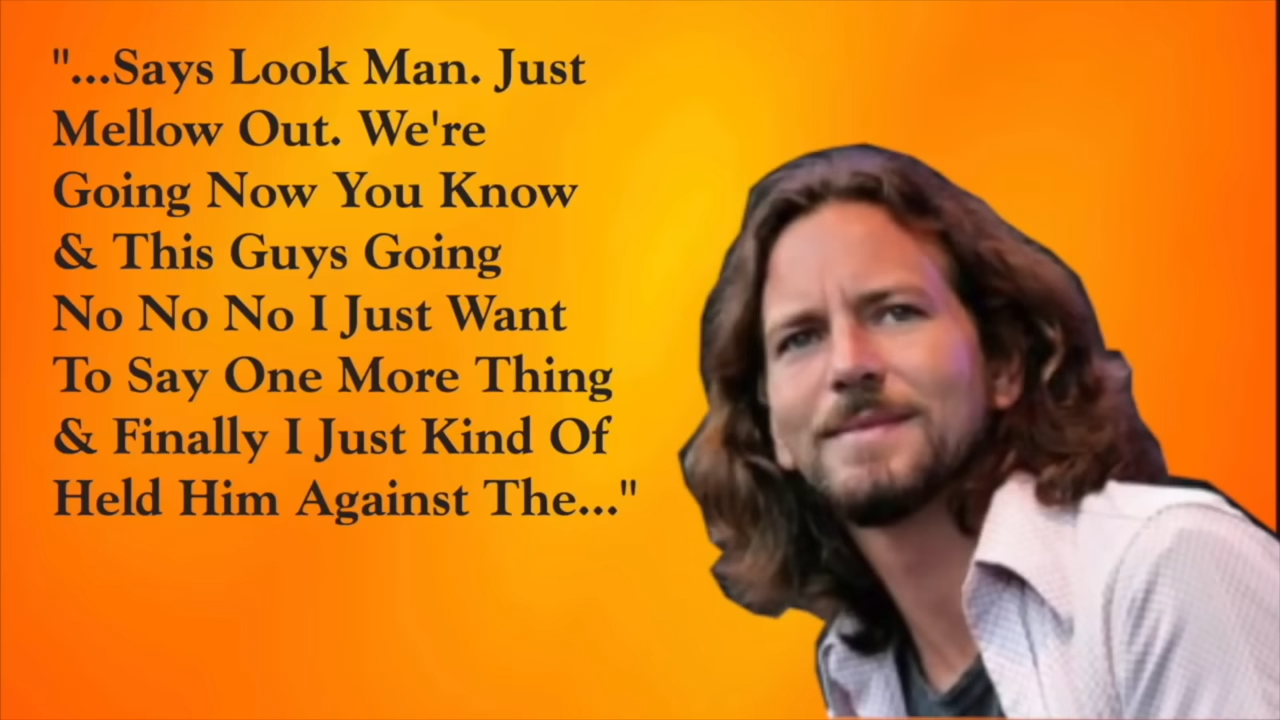 "...Says Look Man. Just
Mellow Out. We're
Going Now You Know
& This Guys Going
No No No I Just Want
To Say One More Thing
& Finally I Just Kind Of
Held Him Against The..."